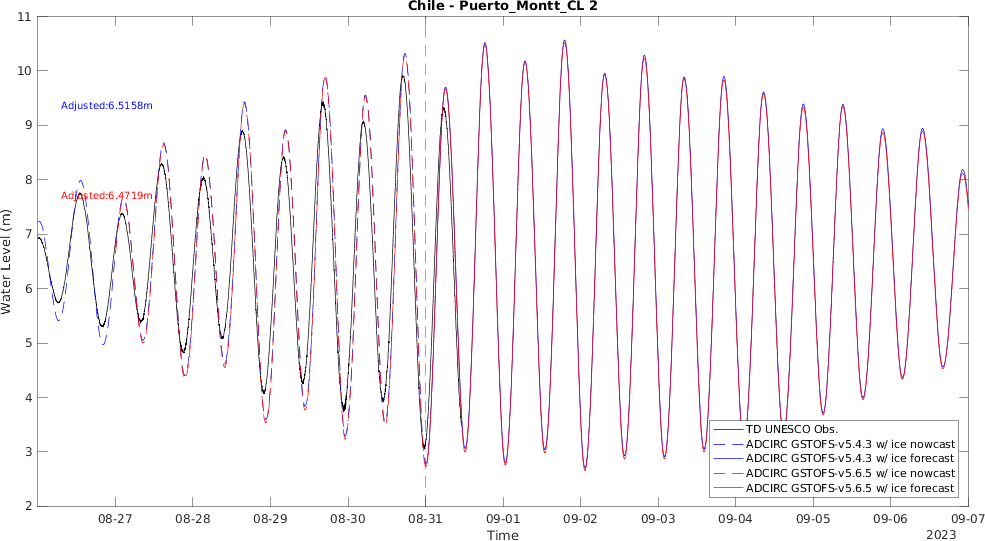 Chile - Puerto_Montt_CL 2
11
10
9
8
7
6
5
4
3
2
Water Level (m)
Adjusted:6.5158m
Adjusted:6.4719m
TD UNESCO Obs.
ADCIRC GSTOFS-v5.4.3 w/ ice nowcast
ADCIRC GSTOFS-v5.4.3 w/ ice forecast
ADCIRC GSTOFS-v5.6.5 w/ ice nowcast
ADCIRC GSTOFS-v5.6.5 w/ ice forecast
08-27 08-28 08-29 08-30 08-31 09-01 09-02 09-03 09-04 09-05 09-06 09-07
Time
2023